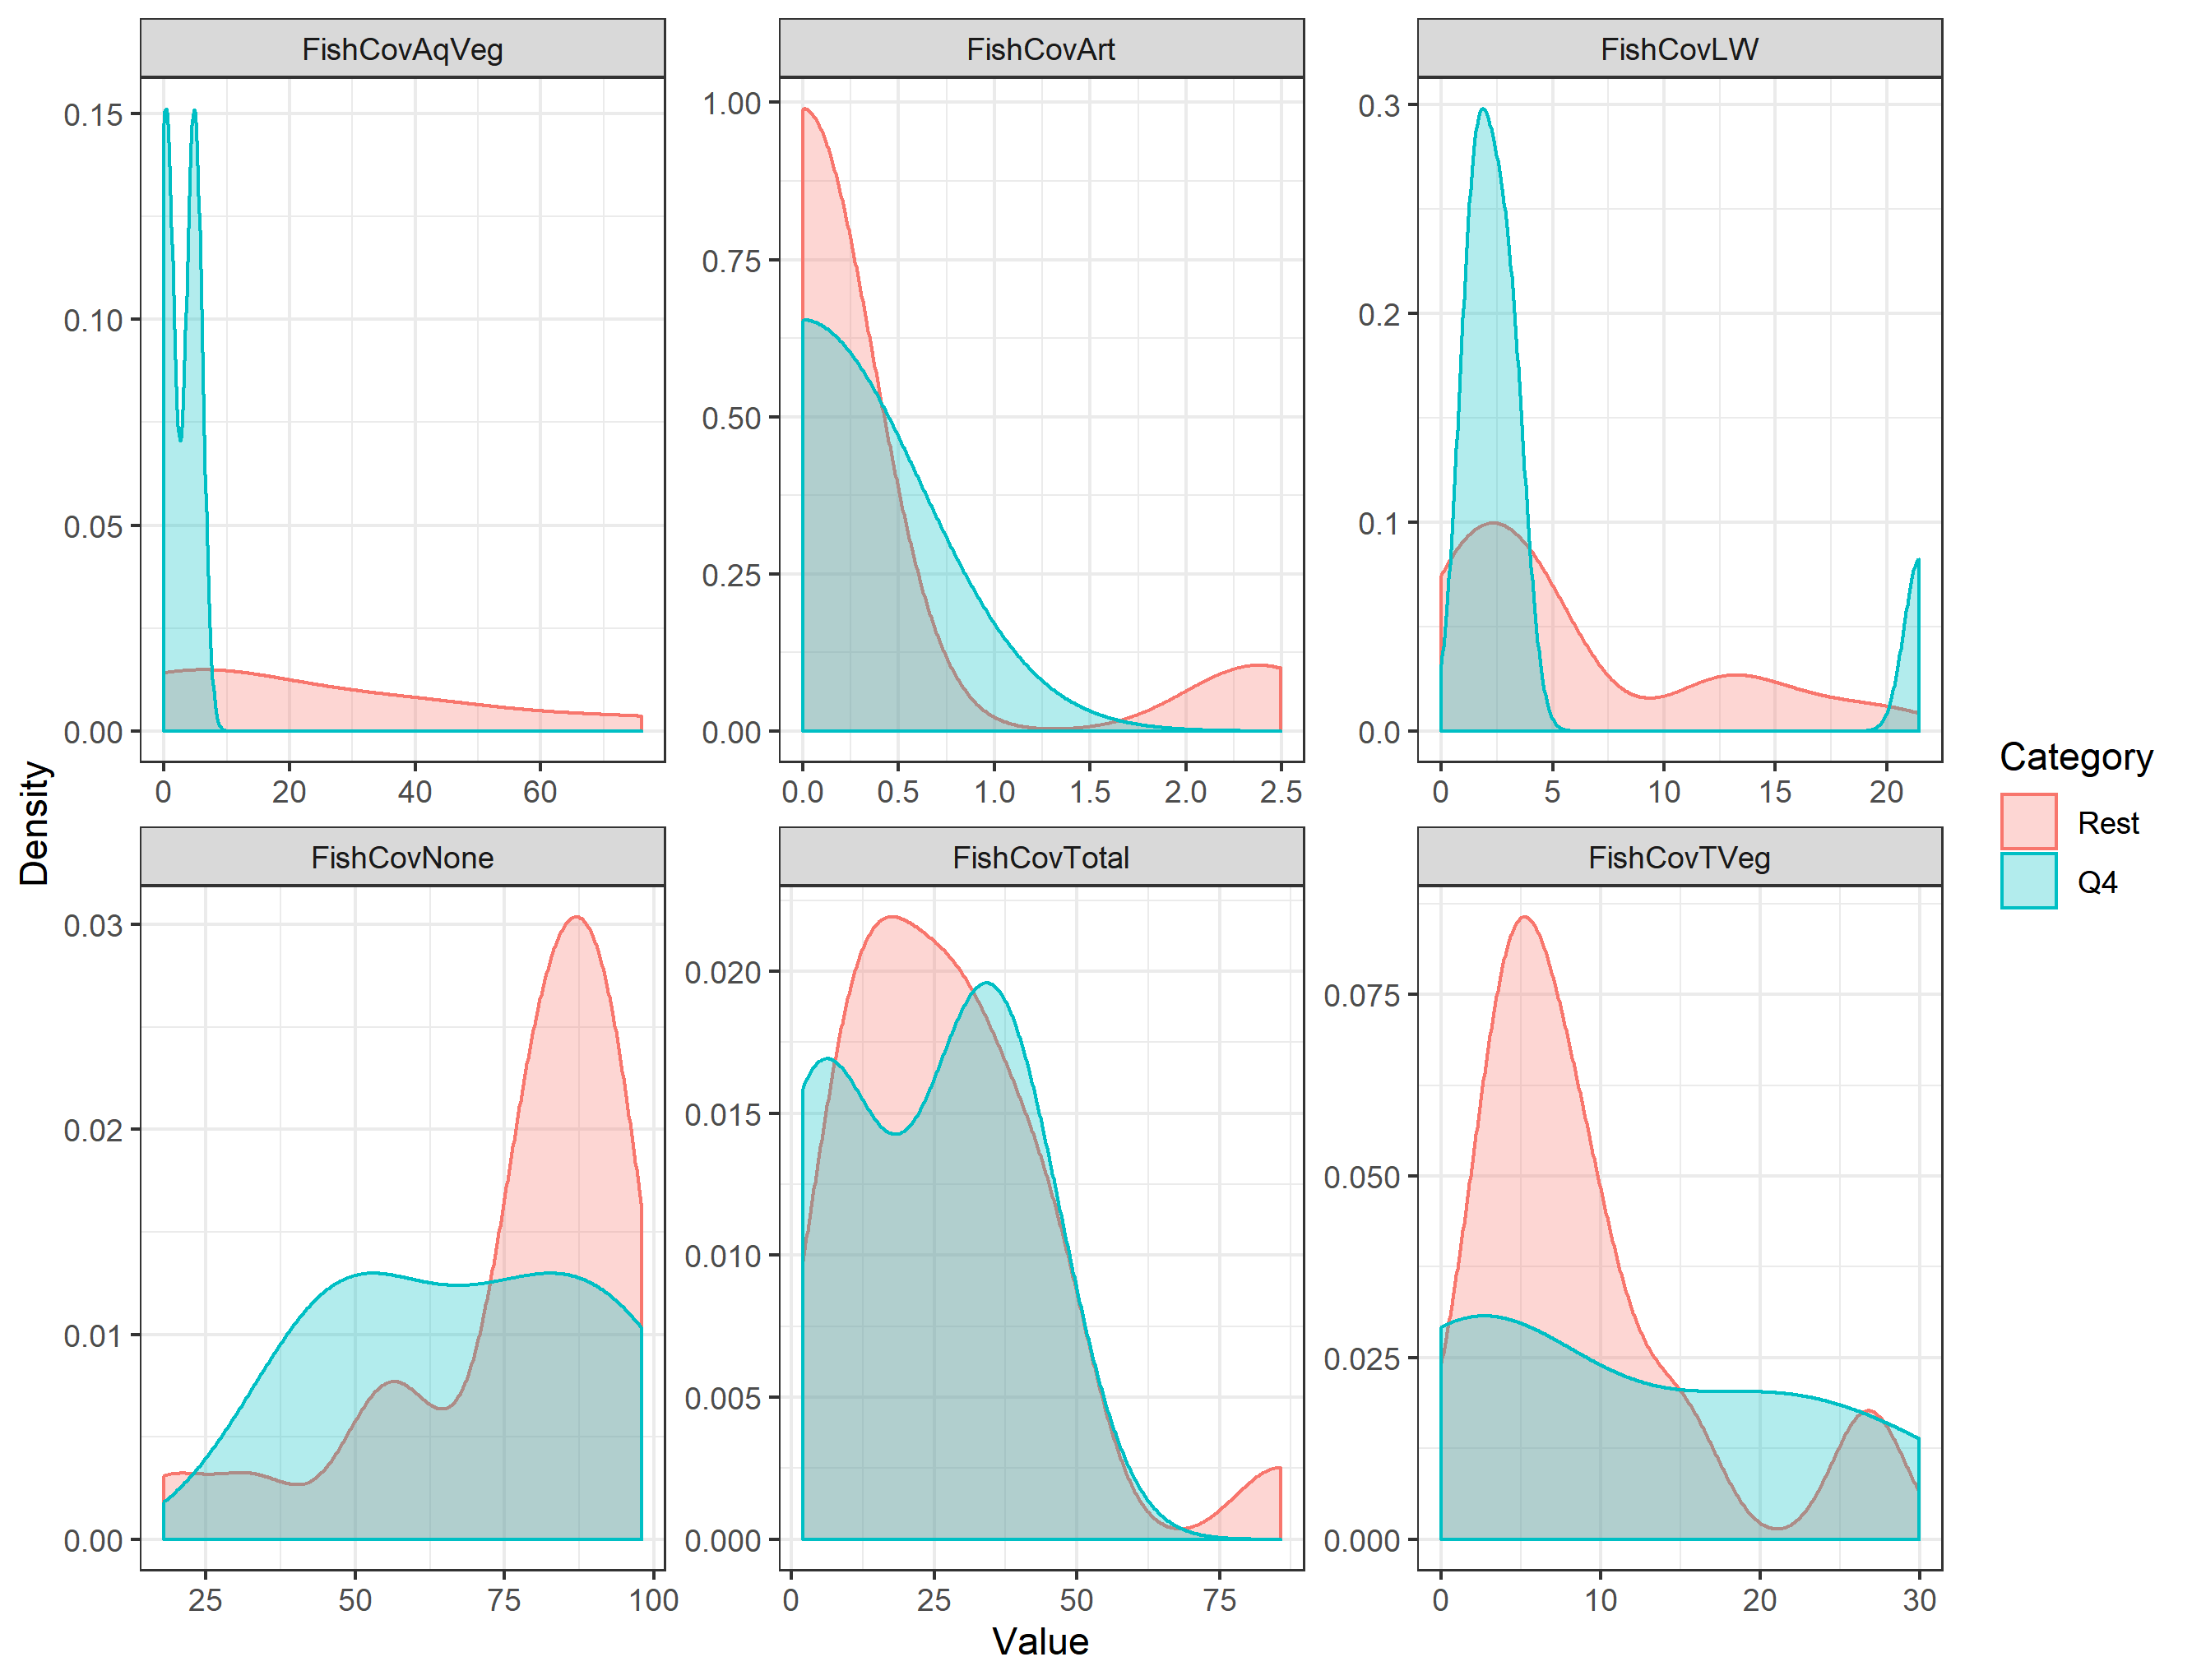 FishCovAqVeg
FishCovArt
FishCovLW
0.15
0.10
0.05
0.00
0 20 40 60
1.00
0.75
0.50
0.25
0.00
0.0 0.5 1.0 1.5 2.0 2.5
0.3
0.2
0.1
0.0
0 5 10 15 20
FishCovNone
FishCovTotal
FishCovTVeg
0.03
0.02
0.01
0.00
25 50 75 100
0.020
0.015
0.010
0.005
0.000
0 25 50 75
0.075
0.050
0.025
0.000
0 10 20 30
Density
Value
Category
Rest
Q4